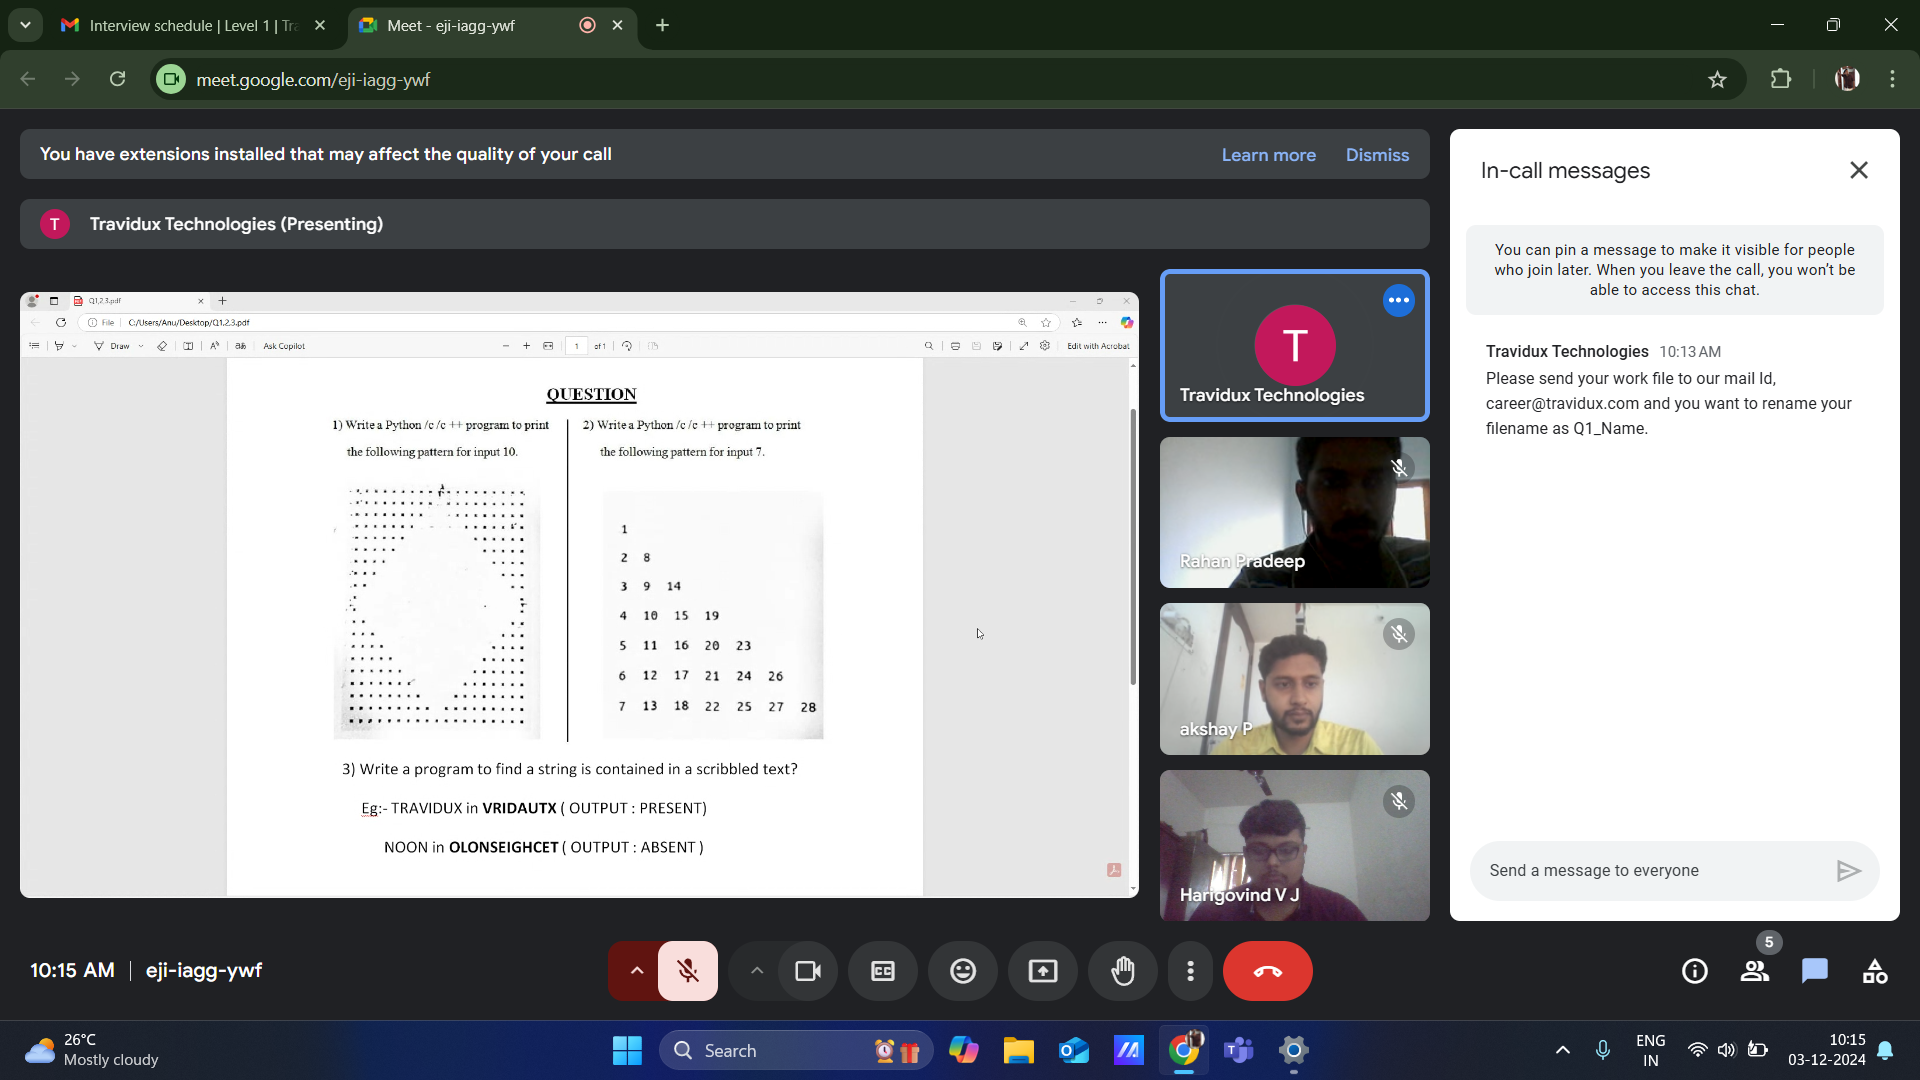 Interview schedule | Level 1 | Tra
Meet - eji-iagg-ywf
meet.google.com/eji-iagg-ywf
You have extensions installed that may affect the quality of your call
Learn more
Dismiss
T
Travidux Technologies (Presenting)
Q1,2,3.pdf
File
C:/Users/Anu/Desktop/Q1.2.3.pdf
Draw
Ask Copilot
1
of 1
Edit with Acrobat
QUESTION
1) Write a Python /c /c ++ program to print
the following pattern for input 10.
2) Write a Python /c /c ++ program to print
the following pattern for input 7.
1
2 8
3 9 14
4 10 15 19
5 11 16 20 23
6 12 17 21 24 26
7 13 18 22 25 27 28
3) Write a program to find a string is contained in a scribbled text?
Eg:- TRAVIDUX in VRIDAUTX ( OUTPUT : PRESENT)
NOON in OLONSEIGHCET ( OUTPUT : ABSENT )
T
Travidux Technologies
Rahan Pradeep
akshay P
Harigovind V J
In-call messages
You can pin a message to make it visible for people
who join later. When you leave the call, you won't be
able to access this chat.
Travidux Technologies 10:13 AM
Please send your work file to our mail Id,
career@travidux.com and you want to rename your
filename as Q1_Name.
Send a message to everyone
10:15 AM | eji-iagg-ywf
5
26°C
Mostly cloudy
Search
ENG
IN
10:15
03-12-2024